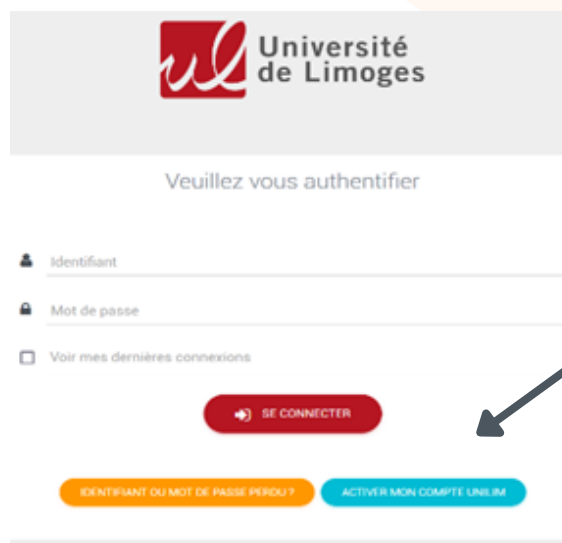 Université
de Limoges
Veuillez vous authentifier
Identifiant
Mot de passe
Voir mes dernières connexions
SE CONNECTER
IDENTIFIANT OU MOT DE PASSE PERDU ?
ACTIVER MON COMPTE UNILIM